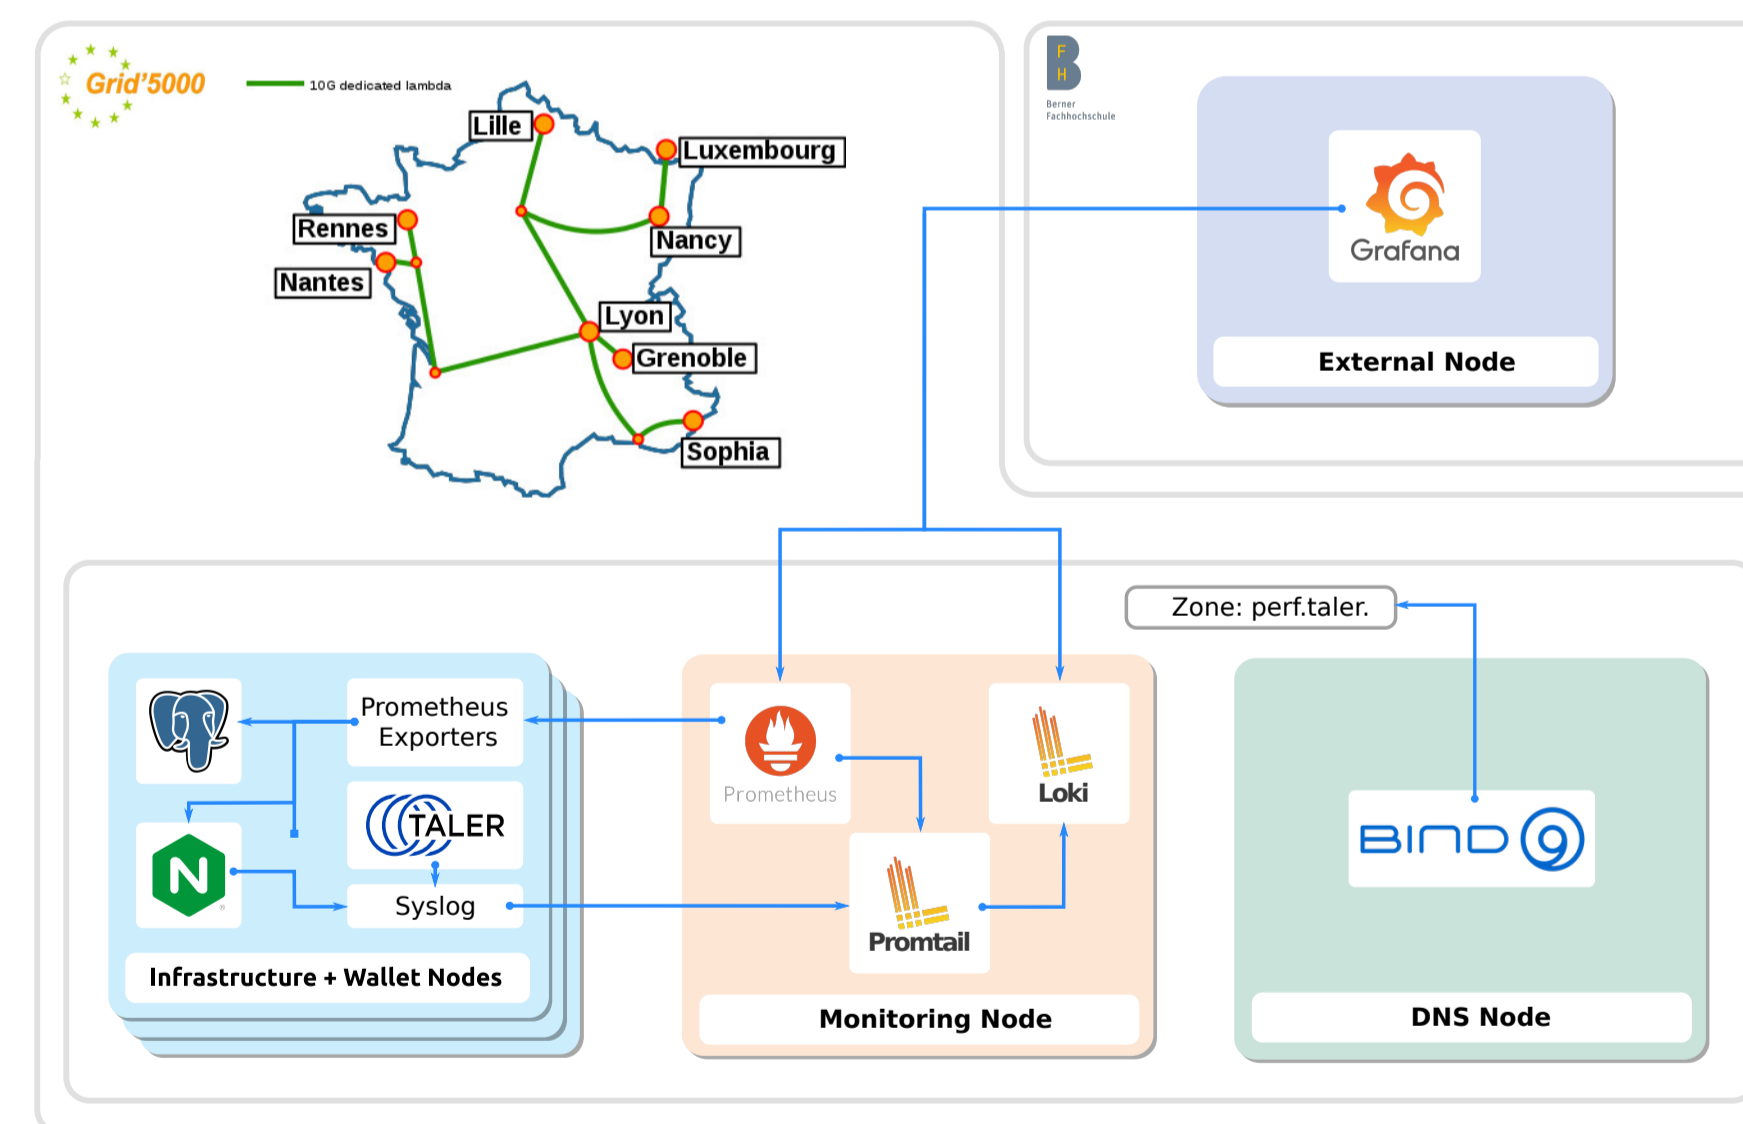 Grid'5000
10G dedicated lambda
Lille
Luxembourg
Rennes
Nancy
Nantes
Lyon
Grenoble
Sophia
F
H
B
Berner
Fachhochschule
Grafana
External Node
Zone: perf.taler.
Prometheus
Exporters
TALER
N
Syslog
Infrastructure + Wallet Nodes
Prometheus
Loki
Promtail
Monitoring Node
BIND 9
DNS Node